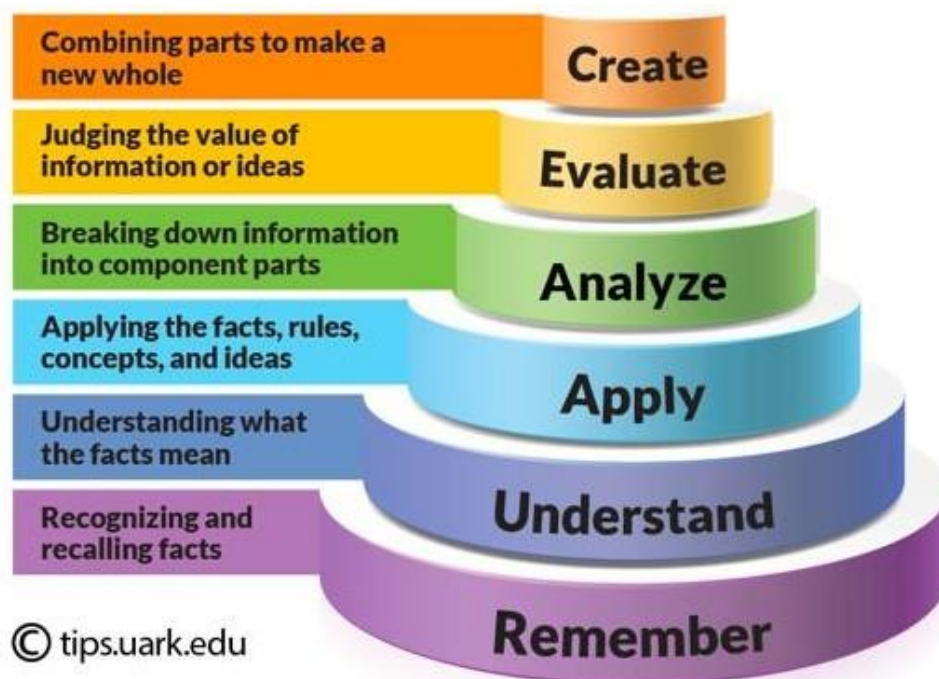 Combining parts to make a
new whole
Create
Judging the value of
information or ideas
Evaluate
Breaking down information
into component parts
Analyze
Applying the facts, rules,
concepts, and ideas
Apply
Understanding what
the facts mean
Understand
Recognizing and
recalling facts
Remember
© tips.uark.edu